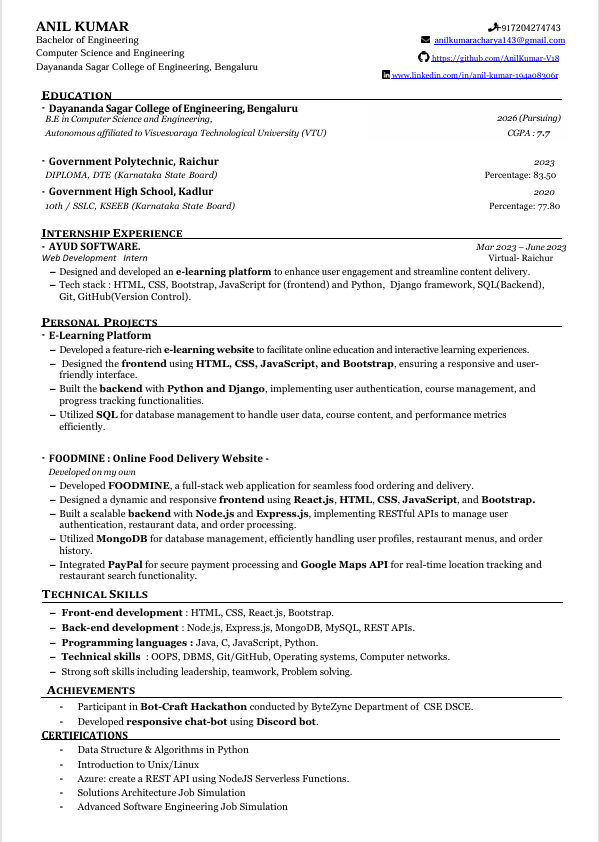 ANIL KUMAR
+917204274743
Bachelor of Engineering
anilkumaracharya143@gmail.com
Computer Science and Engineering
https://github.com/AnilKumar-V18
Dayananda Sagar College of Engineering, Bengaluru
www.linkedin.com/in/anil-kumar-194a08306r
EDUCATION
- Dayananda Sagar College of Engineering, Bengaluru
B.E in Computer Science and Engineering,
2026 (Pursuing)
Autonomous affiliated to Visvesvaraya Technological University (VTU)
CGPA : 7.7
- Government Polytechnic, Raichur
2023
DIPLOMA, DTE (Karnataka State Board)
Percentage: 83.50
- Government High School, Kadlur
2020
10th / SSLC, KSEEB (Karnataka State Board)
Percentage: 77.80
INTERNSHIP EXPERIENCE
- AYUD SOFTWARE.
Mar 2023 – June 2023
Web Development Intern
Virtual- Raichur
– Designed and developed an e-learning platform to enhance user engagement and streamline content delivery.
– Tech stack : HTML, CSS, Bootstrap, JavaScript for (frontend) and Python, Django framework, SQL(Backend),
Git, GitHub(Version Control).
PERSONAL PROJECTS
- E-Learning Platform
– Developed a feature-rich e-learning website to facilitate online education and interactive learning experiences.
– Designed the frontend using HTML, CSS, JavaScript, and Bootstrap, ensuring a responsive and user-
friendly interface.
– Built the backend with Python and Django, implementing user authentication, course management, and
progress tracking functionalities.
– Utilized SQL for database management to handle user data, course content, and performance metrics
efficiently.
- FOODMINE : Online Food Delivery Website -
Developed on my own
– Developed FOODMINE, a full-stack web application for seamless food ordering and delivery.
– Designed a dynamic and responsive frontend using React.js, HTML, CSS, JavaScript, and Bootstrap.
– Built a scalable backend with Node.js and Express.js, implementing RESTful APIs to manage user
authentication, restaurant data, and order processing.
– Utilized MongoDB for database management, efficiently handling user profiles, restaurant menus, and order
history.
– Integrated PayPal for secure payment processing and Google Maps API for real-time location tracking and
restaurant search functionality.
TECHNICAL SKILLS
– Front-end development : HTML, CSS, React.js, Bootstrap.
– Back-end development : Node.js, Express.js, MongoDB, MySQL, REST APIs.
– Programming languages : Java, C, JavaScript, Python.
– Technical skills : OOPS, DBMS, Git/GitHub, Operating systems, Computer networks.
– Strong soft skills including leadership, teamwork, Problem solving.
ACHIEVEMENTS
- Participant in Bot-Craft Hackathon conducted by ByteZync Department of CSE DSCE.
- Developed responsive chat-bot using Discord bot.
CERTIFICATIONS
- Data Structure & Algorithms in Python
- Introduction to Unix/Linux
- Azure: create a REST API using NodeJS Serverless Functions.
- Solutions Architecture Job Simulation
- Advanced Software Engineering Job Simulation